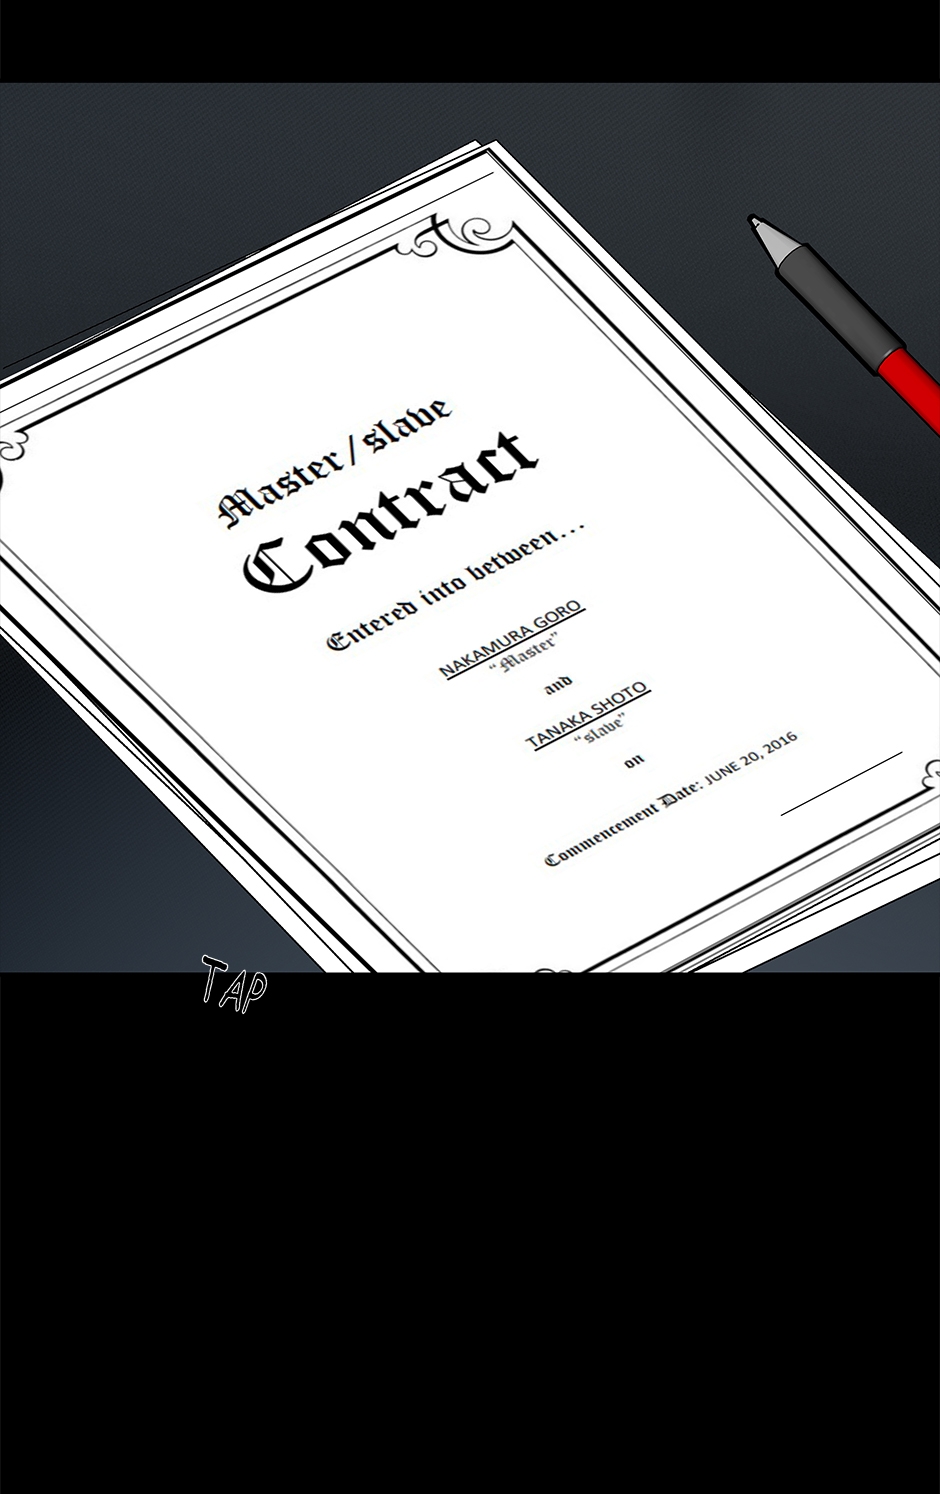 Master / slave
Contract
Entered into between...
NAKAMURA GORO
"Master"
and
TANAKA SHOTO
"slave"
on
Commencement Date: JUNE 20, 2016
TAP